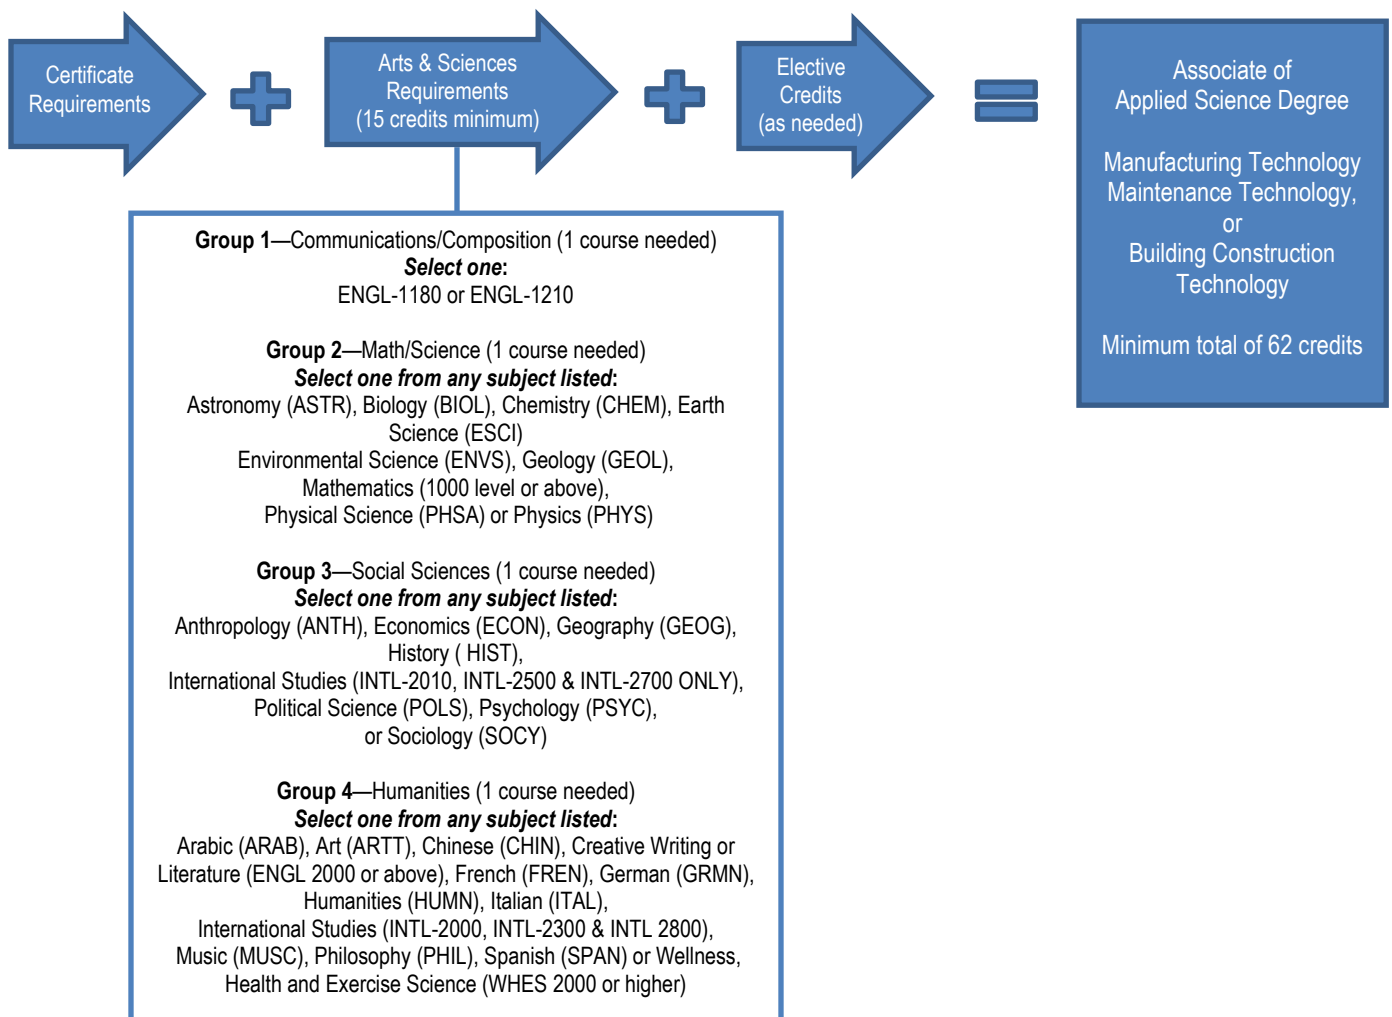 Certificate
Requirements
Arts & Sciences
Requirements
(15 credits minimum)
Elective
Credits
(as needed)
Associate of
Applied Science Degree
Manufacturing Technology
Maintenance Technology,
or
Building Construction
Technology
Minimum total of 62 credits
Group 1—Communications/Composition (1 course needed)
Select one:
ENGL-1180 or ENGL-1210
Group 2—Math/Science (1 course needed)
Select one from any subject listed:
Astronomy (ASTR), Biology (BIOL), Chemistry (CHEM), Earth
Science (ESCI)
Environmental Science (ENVS), Geology (GEOL),
Mathematics (1000 level or above),
Physical Science (PHSA) or Physics (PHYS)
Group 3—Social Sciences (1 course needed)
Select one from any subject listed:
Anthropology (ANTH), Economics (ECON), Geography (GEOG),
History ( HIST),
International Studies (INTL-2010, INTL-2500 & INTL-2700 ONLY),
Political Science (POLS), Psychology (PSYC),
or Sociology (SOCY)
Group 4—Humanities (1 course needed)
Select one from any subject listed:
Arabic (ARAB), Art (ARTT), Chinese (CHIN), Creative Writing or
Literature (ENGL 2000 or above), French (FREN), German (GRMN),
Humanities (HUMN), Italian (ITAL),
International Studies (INTL-2000, INTL-2300 & INTL 2800),
Music (MUSC), Philosophy (PHIL), Spanish (SPAN) or Wellness,
Health and Exercise Science (WHES 2000 or higher)